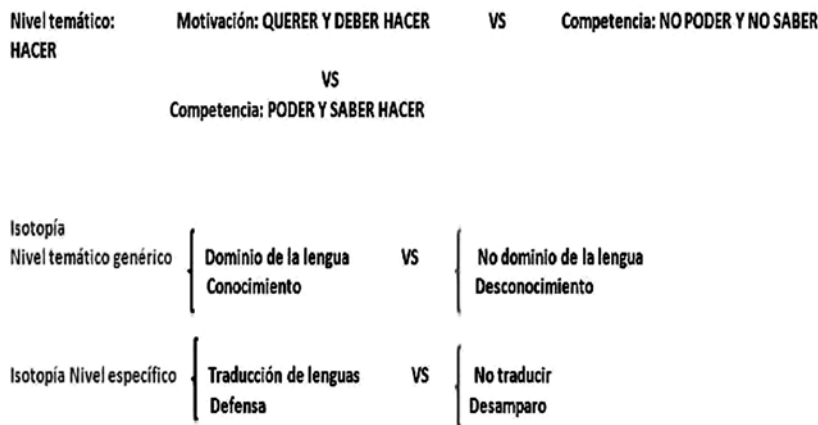 Nivel temático: Motivación: QUERER Y DEBER HACER VS Competencia: NO PODER Y NO SABER
HACER
VS
Competencia: PODER Y SABER HACER
Isotopía
Nivel temático genérico Dominio de la lengua VS No dominio de la lengua
Conocimiento Desconocimiento
Isotopía Nivel específico Traducción de lenguas VS No traducir
Defensa Desamparo